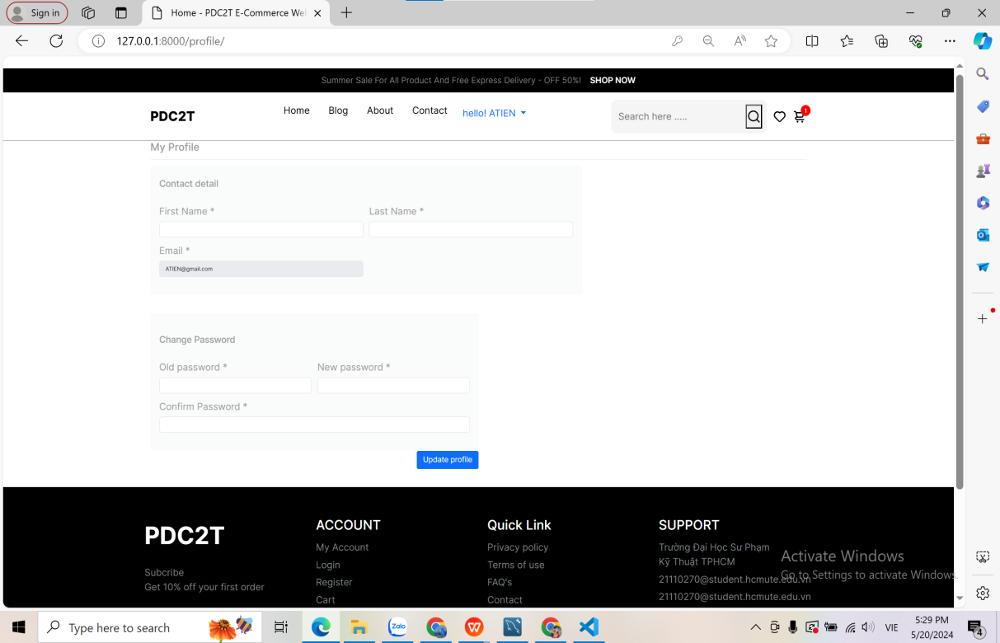 Sign in
Home - PDC2T E-Commerce Wel
127.0.0.1:8000/profile/
Summer Sale For All Product And Free Express Delivery - OFF 50%! SHOP NOW
PDC2T
Home Blog About Contact hello! ATIEN
Search here .....
1
My Profile
Contact detail
First Name * Last Name *
Email *
ATIEN@gmail.com
Change Password
Old password * New password *
Confirm Password *
Update profile
PDC2T
Subcribe
Get 10% off your first order
ACCOUNT
My Account
Login
Register
Cart
Quick Link
Privacy policy
Terms of use
FAQ's
Contact
SUPPORT
Trường Đại Học Sư Phạm
Kỹ Thuật TPHCM
21110270@student.hcmute.edu.vn
21110270@student.hcmute.edu.vn
Activate Windows
Go to Settings to activate Windows.
Type here to search
Zalo
VIE
5:29 PM
5/20/2024
4